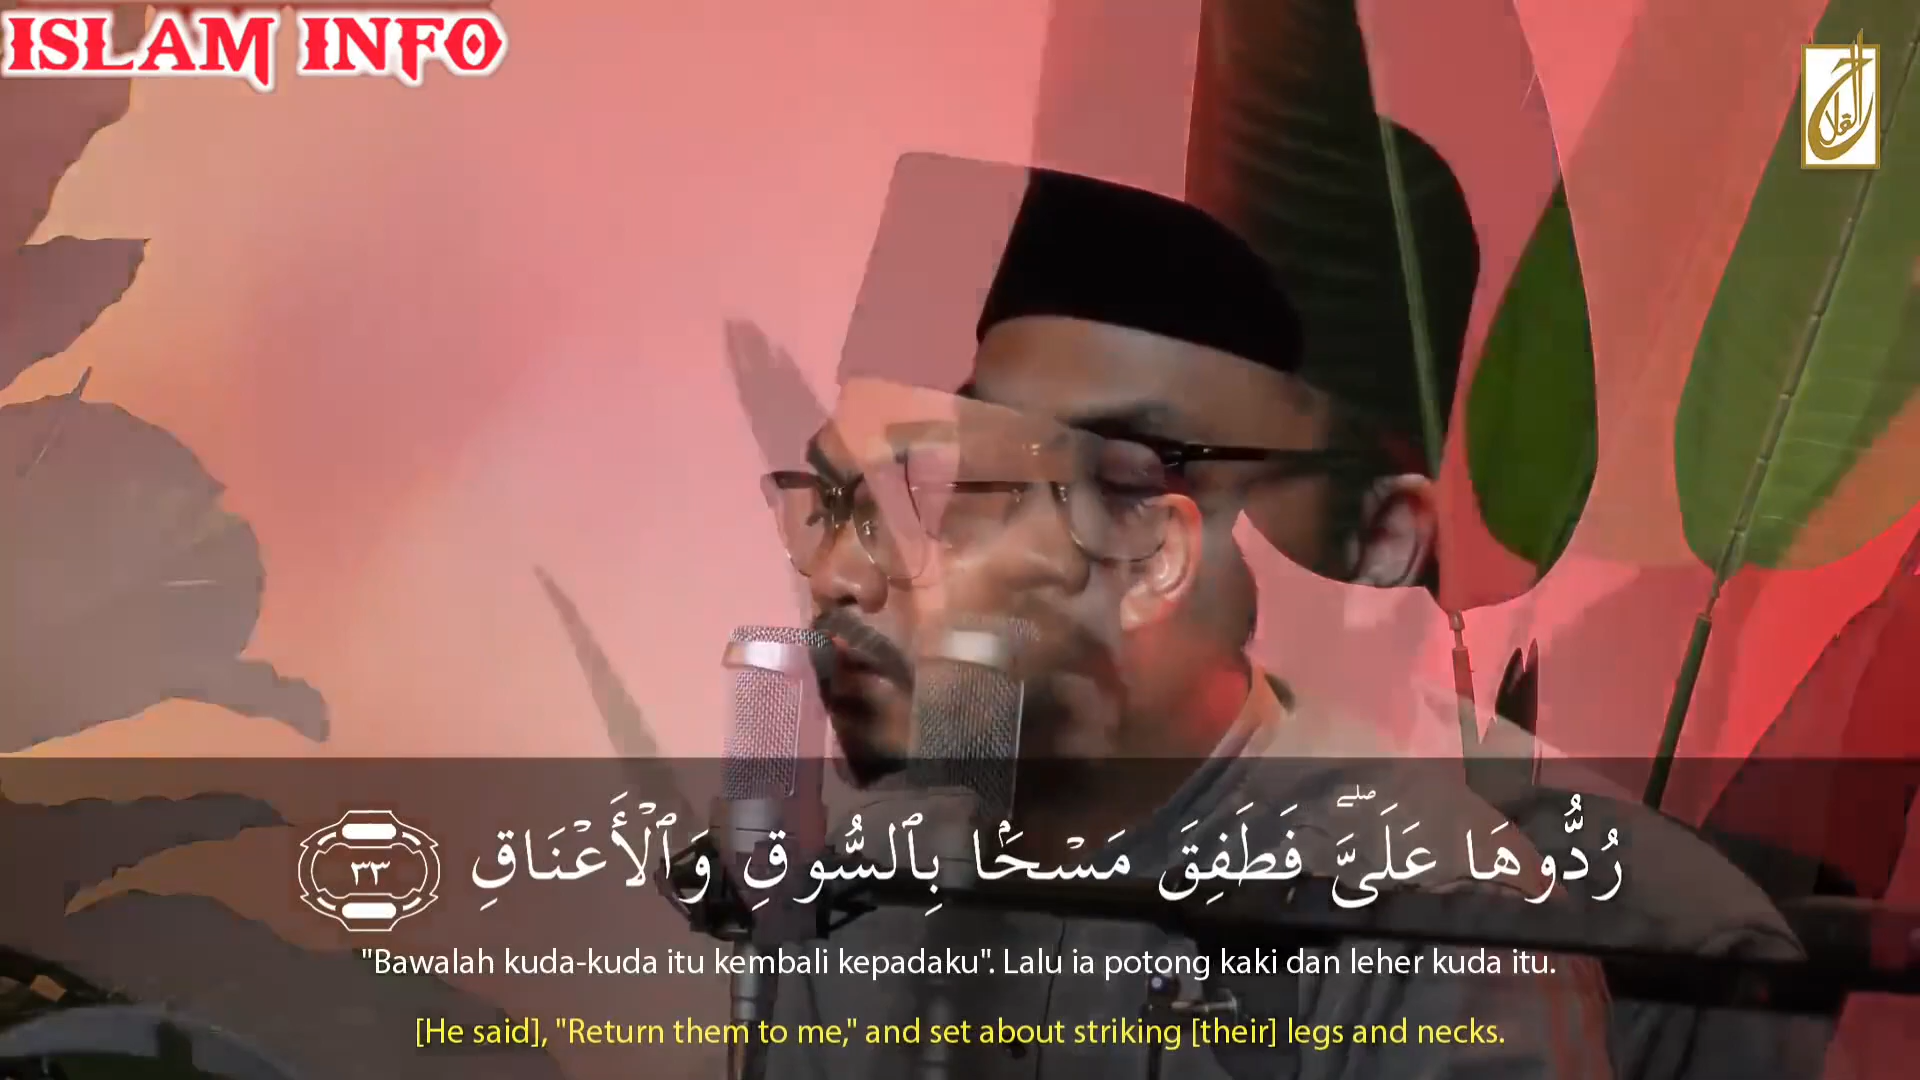 ISLAM INFO
رُدُّوهَا عَلَىَّ ۖ فَطَفِقَ مَسْحًۢا بِٱلسُّوقِ وَٱلْأَعْنَاقِ ٣٣
"Bawalah kuda-kuda itu kembali kepadaku". Lalu ia potong kaki dan leher kuda itu.
[He said], "Return them to me," and set about striking [their] legs and necks.